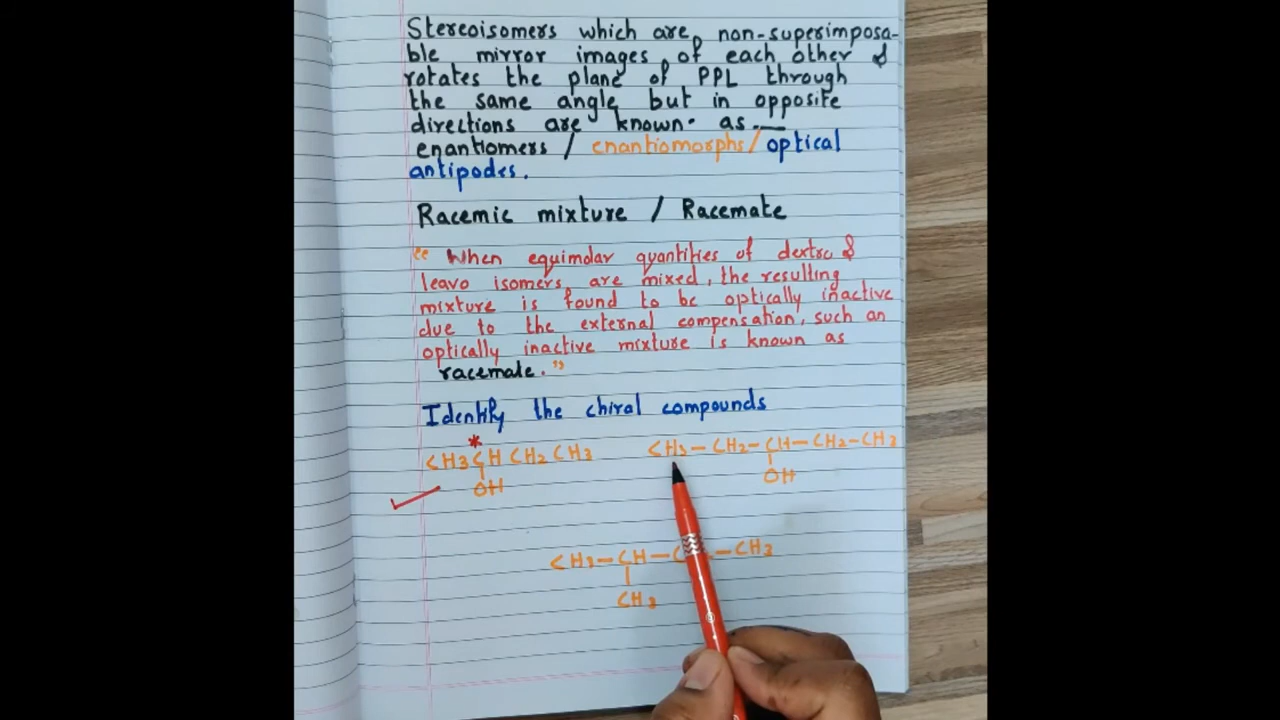 Stereoisomers which are, non-superimposa-
ble mirror images of each other &
rotates the plane of PPL through
the same angle but in opposite
directions are known as —
enantiomers / enantiomorphs/ optical
antipodes.
Racemic mixture / Racemate
“ When equimolar quantities of dextro &
leavo isomers, are mixed, the resulting
mixture is found to be optically inactive
due to the external compensation, such an
optically inactive mixture is known as
racemate. ”
Identify the chiral compounds
*
CH3 CH CH2 CH3 CH3 — CH2 — CH — CH2 — CH3
OH OH
CH3 — CH — — CH3
CH3